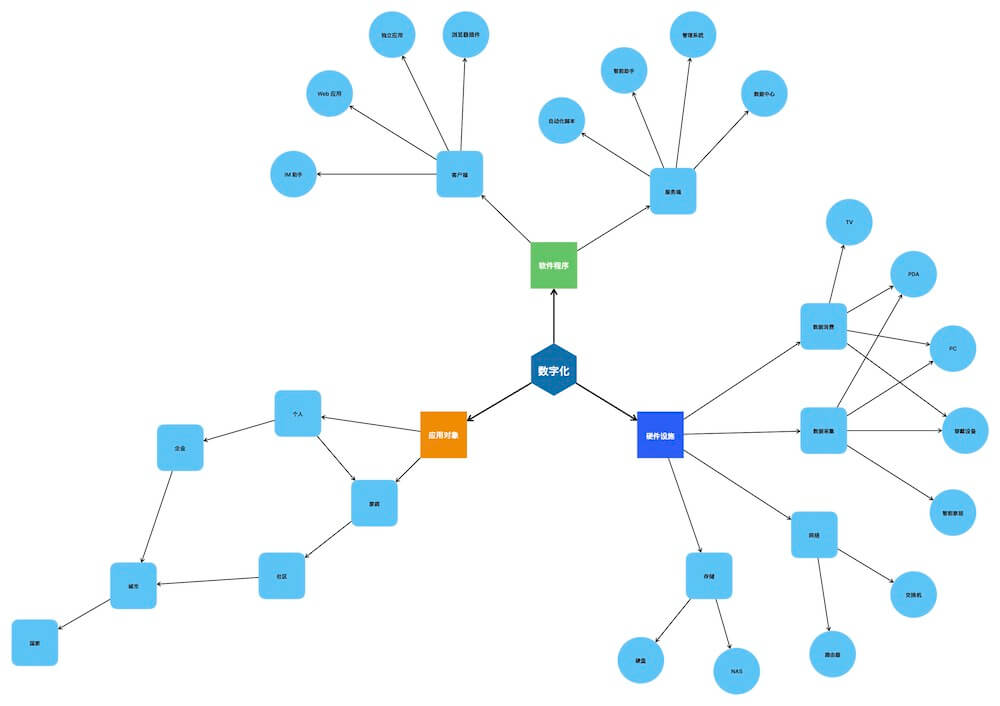 独立应用
浏览器插件
管理系统
智能助手
Web 应用
数据中心
自动化脚本
IM 助手
客户端
服务端
TV
软件程序
PDA
数据消费
PC
数字化
个人
应用对象
硬件设施
数据采集
穿戴设备
企业
家庭
智能家居
网络
社区
存储
城市
交换机
国家
路由器
硬盘
NAS